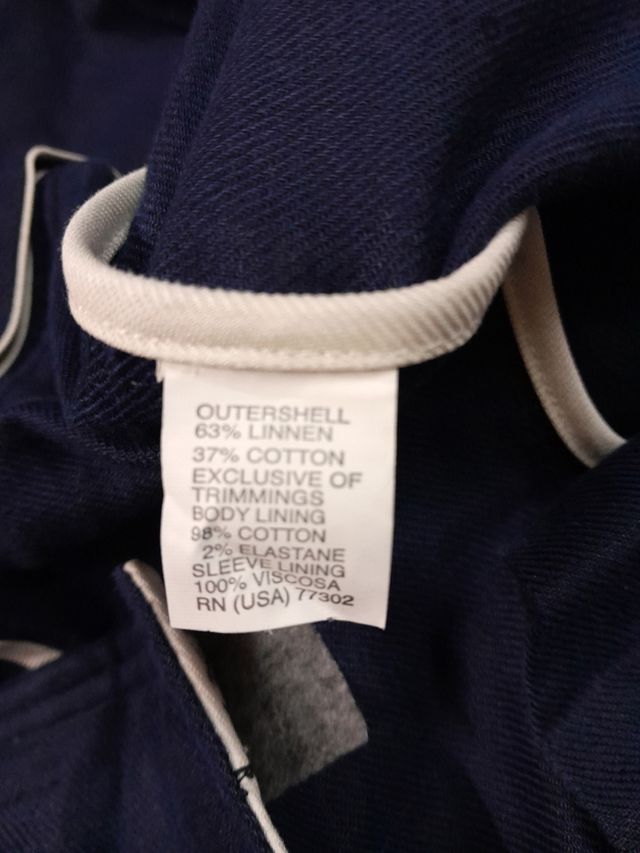 OUTERSHELL
63% LINNEN
37% COTTON
EXCLUSIVE OF
TRIMMINGS
BODY LINING
98% COTTON
2% ELASTANE
SLEEVE LINING
100% VISCOSA
RN (USA) 77302